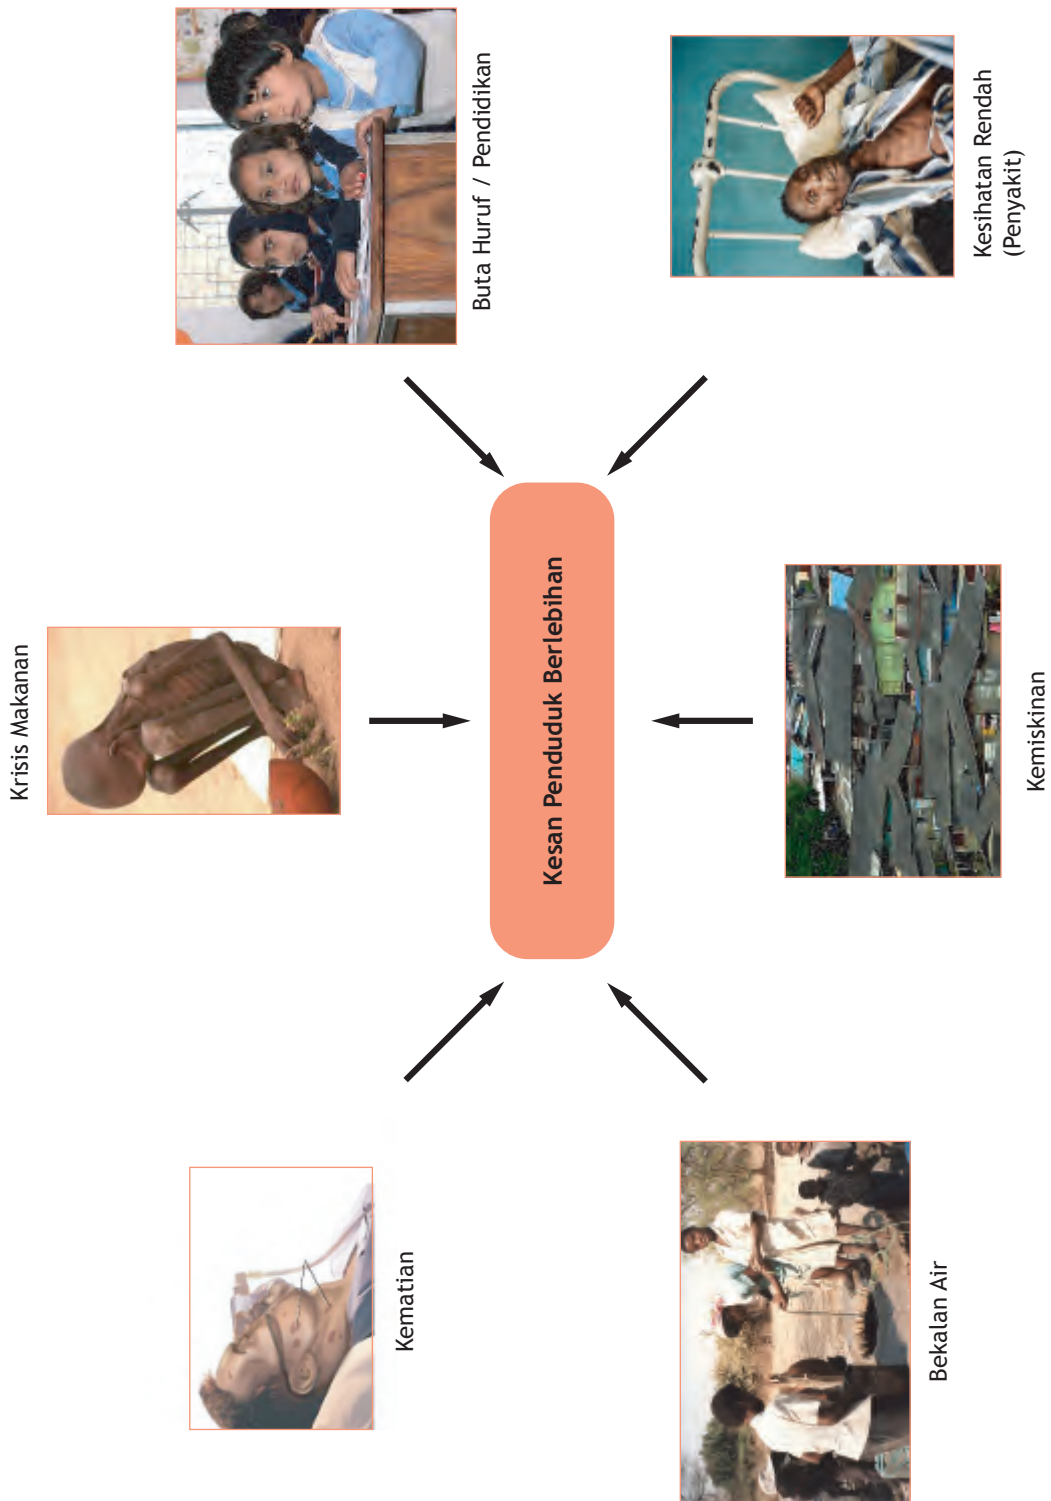 Kematian
Krisis Makanan
Buta Huruf / Pendidikan
Kesan Penduduk Berlebihan
Bekalan Air
Kemiskinan
Kesihatan Rendah
(Penyakit)